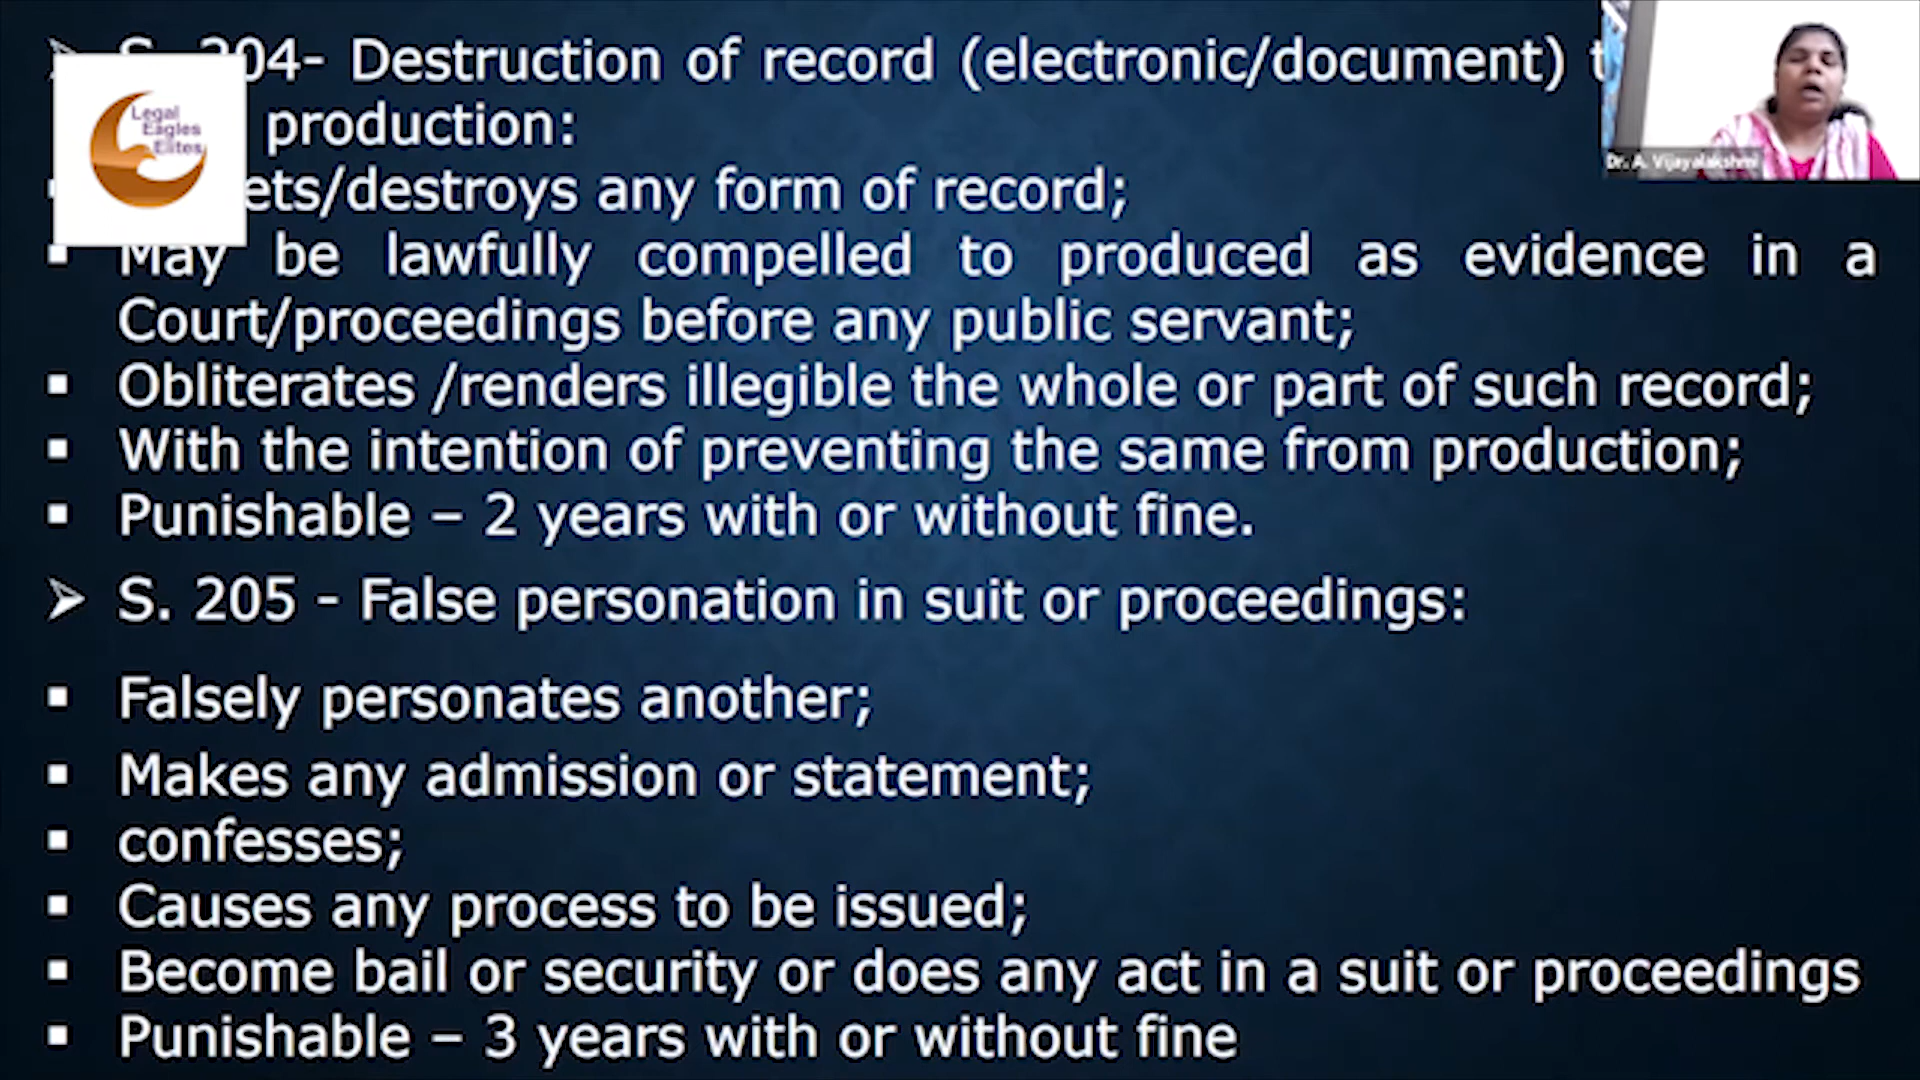 04- Destruction of record (electronic/document)
production:
/destroys any form of record;
May be lawfully compelled to produced as evidence in a
Court/proceedings before any public servant;
Obliterates /renders illegible the whole or part of such record;
With the intention of preventing the same from production;
Punishable – 2 years with or without fine.
S. 205 - False personation in suit or proceedings:
Falsely personates another;
Makes any admission or statement;
confesses;
Causes any process to be issued;
Become bail or security or does any act in a suit or proceedings
Punishable – 3 years with or without fine
Legal
Eagles
Elites
Dr. A. Vijayalakshmi